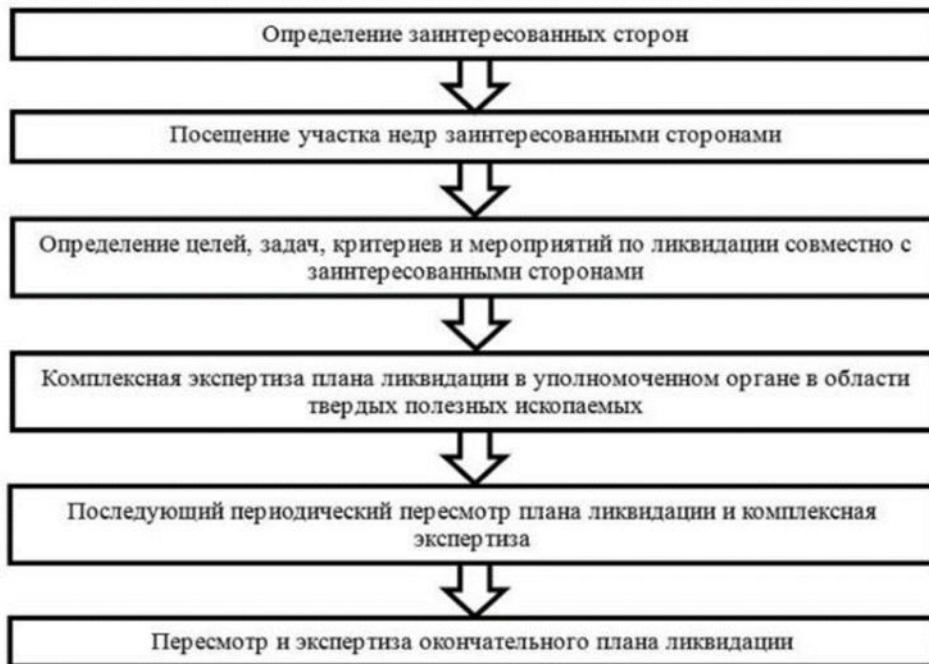 Определение заинтересованных сторон
Посещение участка недр заинтересованными сторонами
Определение целей, задач, критериев и мероприятий по ликвидации совместно с
заинтересованными сторонами
Комплексная экспертиза плана ликвидации в уполномоченном органе в области
твердых полезных ископаемых
Последующий периодический пересмотр плана ликвидации и комплексная
экспертиза
Пересмотр и экспертиза окончательного плана ликвидации